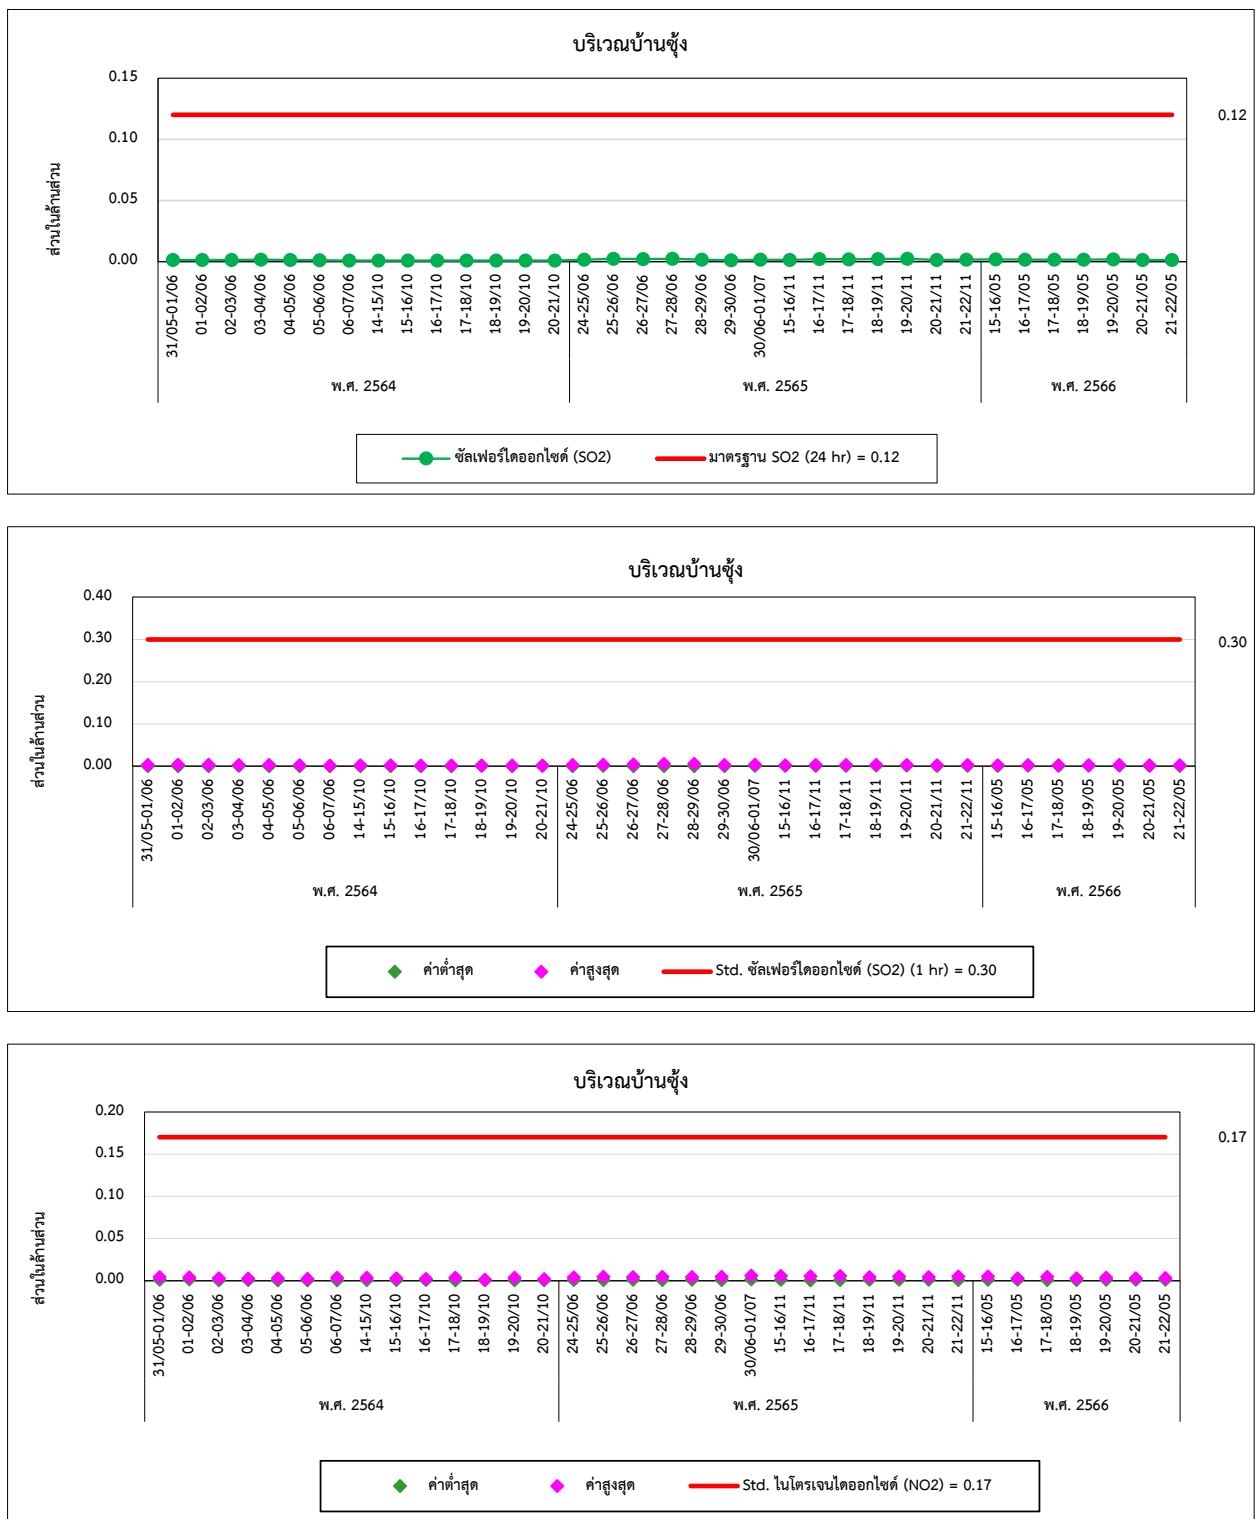 บริเวณบ้านซุ้ง
0.15
0.12
0.10
0.05
0.00
ส่วนในล้านส่วน
31/05-01/06 01-02/06 02-03/06 03-04/06 04-05/06 05-06/06 06-07/06 14-15/10 15-16/10 16-17/10 17-18/10 18-19/10 19-20/10 20-21/10 24-25/06 25-26/06 26-27/06 27-28/06 28-29/06 29-30/06 30/06-01/07 15-16/11 16-17/11 17-18/11 18-19/11 19-20/11 20-21/11 21-22/11 15-16/05 16-17/05 17-18/05 18-19/05 19-20/05 20-21/05 21-22/05
พ.ศ. 2564 พ.ศ. 2565 พ.ศ. 2566
ซัลเฟอร์ไดออกไซด์ (SO2) มาตรฐาน SO2 (24 hr) = 0.12
บริเวณบ้านซุ้ง
0.40
0.30 0.30
0.20
0.10
0.00
ส่วนในล้านส่วน
31/05-01/06 01-02/06 02-03/06 03-04/06 04-05/06 05-06/06 06-07/06 14-15/10 15-16/10 16-17/10 17-18/10 18-19/10 19-20/10 20-21/10 24-25/06 25-26/06 26-27/06 27-28/06 28-29/06 29-30/06 30/06-01/07 15-16/11 16-17/11 17-18/11 18-19/11 19-20/11 20-21/11 21-22/11 15-16/05 16-17/05 17-18/05 18-19/05 19-20/05 20-21/05 21-22/05
พ.ศ. 2564 พ.ศ. 2565 พ.ศ. 2566
ค่าต่ำสุด ค่าสูงสุด Std. ซัลเฟอร์ไดออกไซด์ (SO2) (1 hr) = 0.30
บริเวณบ้านซุ้ง
0.20
0.17
0.15
0.10
0.05
0.00
ส่วนในล้านส่วน
31/05-01/06 01-02/06 02-03/06 03-04/06 04-05/06 05-06/06 06-07/06 14-15/10 15-16/10 16-17/10 17-18/10 18-19/10 19-20/10 20-21/10 24-25/06 25-26/06 26-27/06 27-28/06 28-29/06 29-30/06 30/06-01/07 15-16/11 16-17/11 17-18/11 18-19/11 19-20/11 20-21/11 21-22/11 15-16/05 16-17/05 17-18/05 18-19/05 19-20/05 20-21/05 21-22/05
พ.ศ. 2564 พ.ศ. 2565 พ.ศ. 2566
ค่าต่ำสุด ค่าสูงสุด Std. ไนโตรเจนไดออกไซด์ (NO2) = 0.17